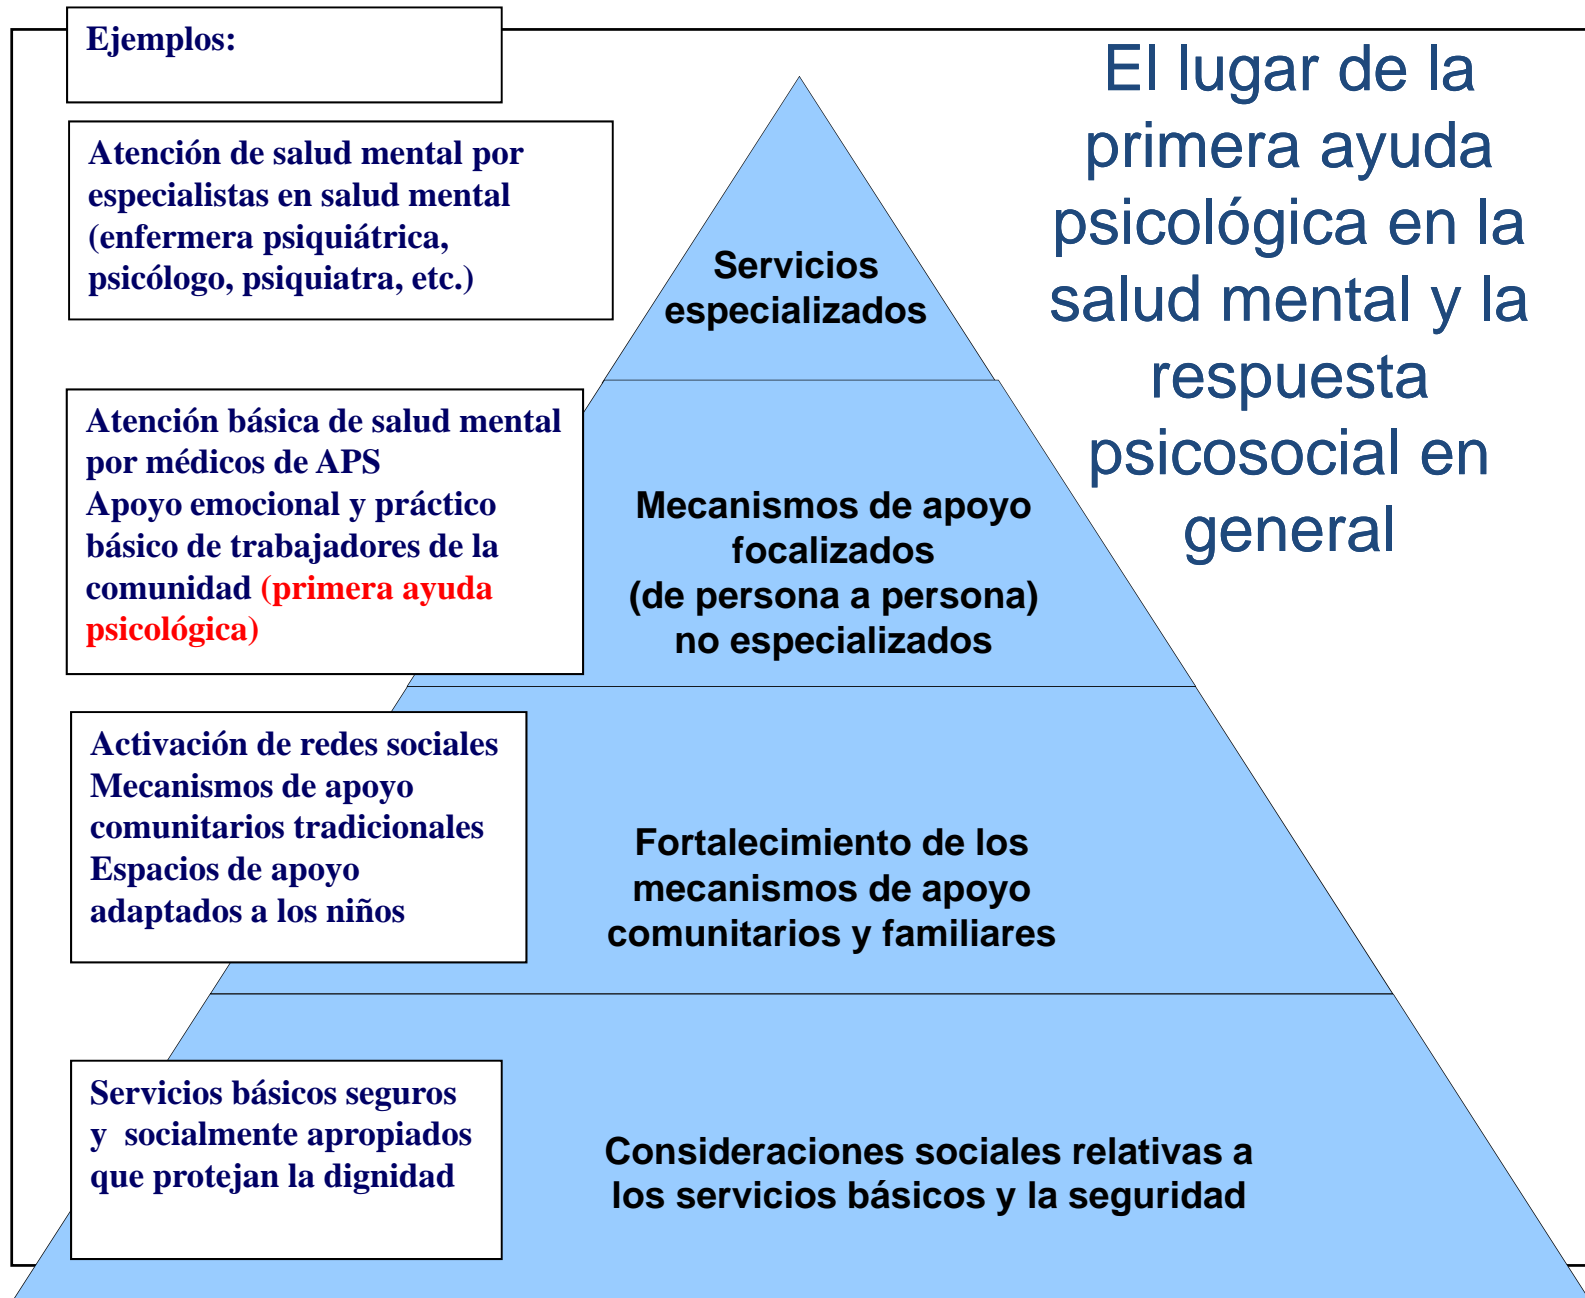 Ejemplos:
El lugar de la
primera ayuda
psicológica en la
salud mental y la
respuesta
psicosocial en
general
Atención de salud mental por
especialistas en salud mental
(enfermera psiquiátrica,
psicólogo, psiquiatra, etc.)
Servicios
especializados
Atención básica de salud mental
por médicos de APS
Apoyo emocional y práctico
básico de trabajadores de la
comunidad (primera ayuda
psicológica)
Mecanismos de apoyo
focalizados
(de persona a persona)
no especializados
Activación de redes sociales
Mecanismos de apoyo
comunitarios tradicionales
Espacios de apoyo
adaptados a los niños
Fortalecimiento de los
mecanismos de apoyo
comunitarios y familiares
Servicios básicos seguros
y socialmente apropiados
que protejan la dignidad
Consideraciones sociales relativas a
los servicios básicos y la seguridad